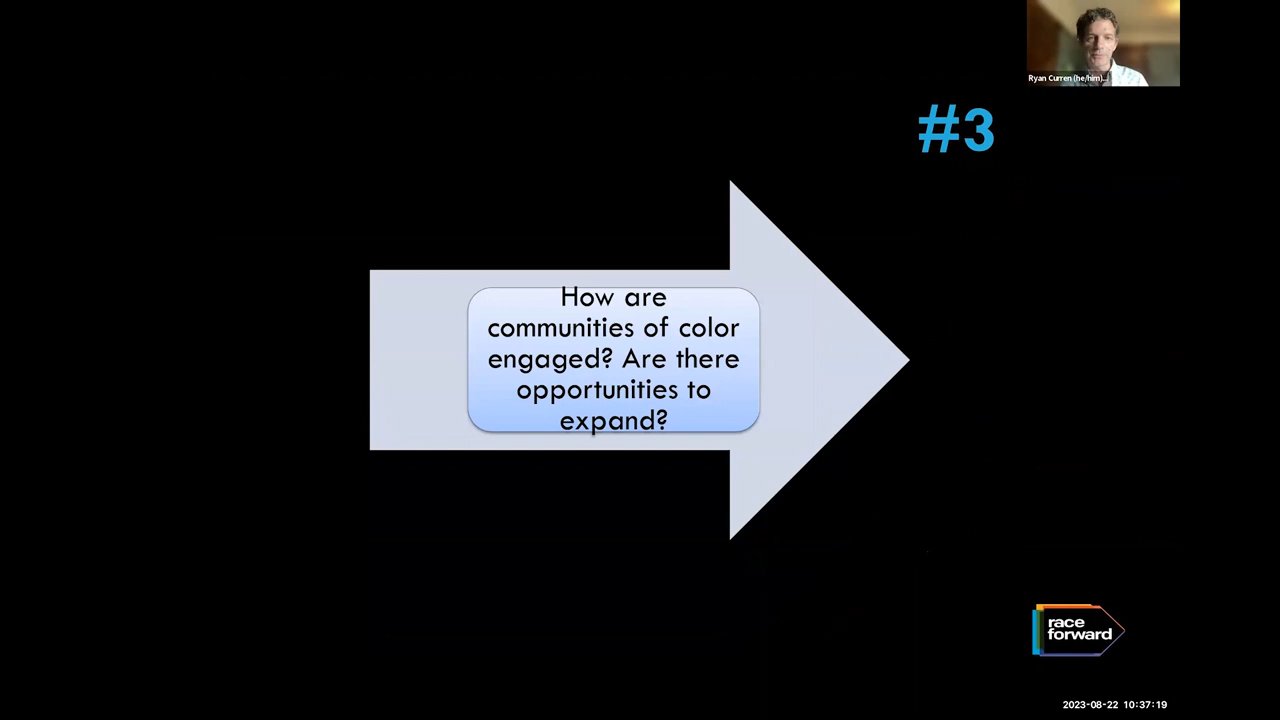 Ryan Curren (he/him)...
#3
How are
communities of color
engaged? Are there
opportunities to
expand?
race
forward
2023-08-22 10:37:19